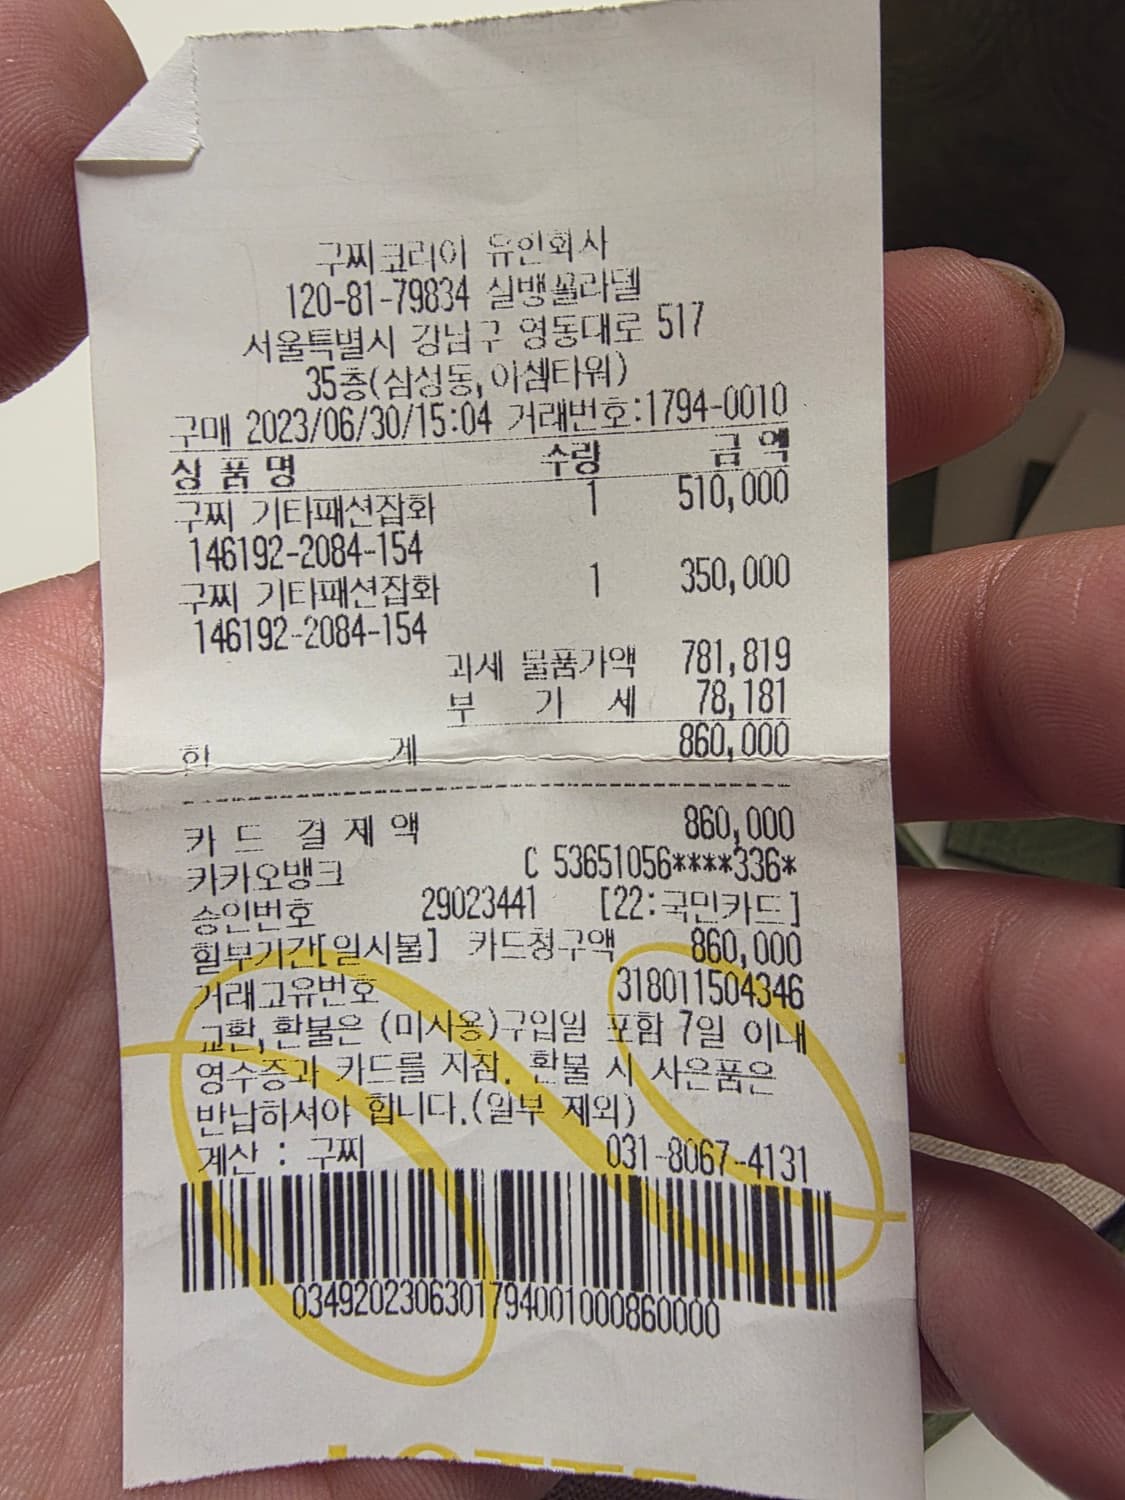 구찌코리아 유한회사
120-81-79834 실뱅쏠라델
서울특별시 강남구 영동대로 517
35층(삼성동,아셈타워)
구매 2023/06/30/15:04 거래번호:1794-0010
상 품 명 수량 금 액
구찌 기타패션잡화 1 510,000
146192-2084-154
구찌 기타패션잡화 1 350,000
146192-2084-154
과세 물품가액 781,819
부 가 세 78,181
합 계 860,000
카 드 결 제 액 860,000
카카오뱅크 C 53651056****336*
승인번호 29023441 [22:국민카드]
할부기간[일시불] 카드청구액 860,000
거래고유번호 318011504346
교환,환불은 (미사용)구입일 포함 7일 이내
영수증과 카드를 지참. 환불 시 사은품은
반납하셔야 합니다.(일부 제외)
계산 : 구찌 031-8067-4131
0349202306301794001000860000